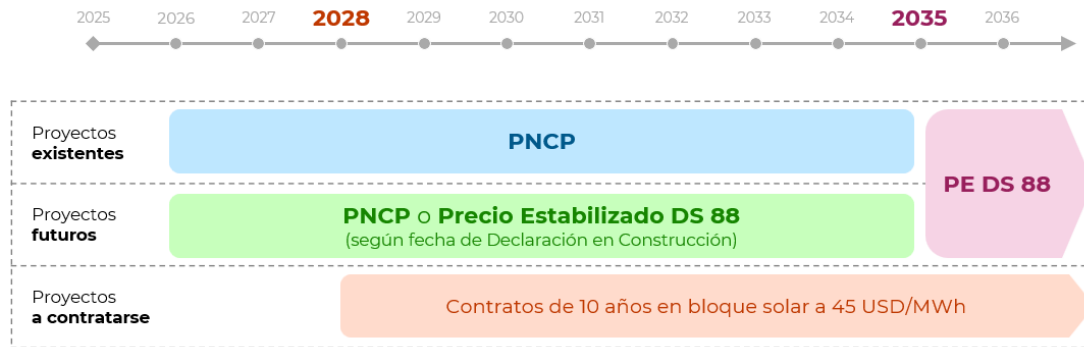 2025 2026 2027 2028 2029 2030 2031 2032 2033 2034 2035 2036
Proyectos
existentes
PNCP
PE DS 88
Proyectos
futuros
PNCP o Precio Estabilizado DS 88
(según fecha de Declaración en Construcción)
Proyectos
a contratarse
Contratos de 10 años en bloque solar a 45 USD/MWh